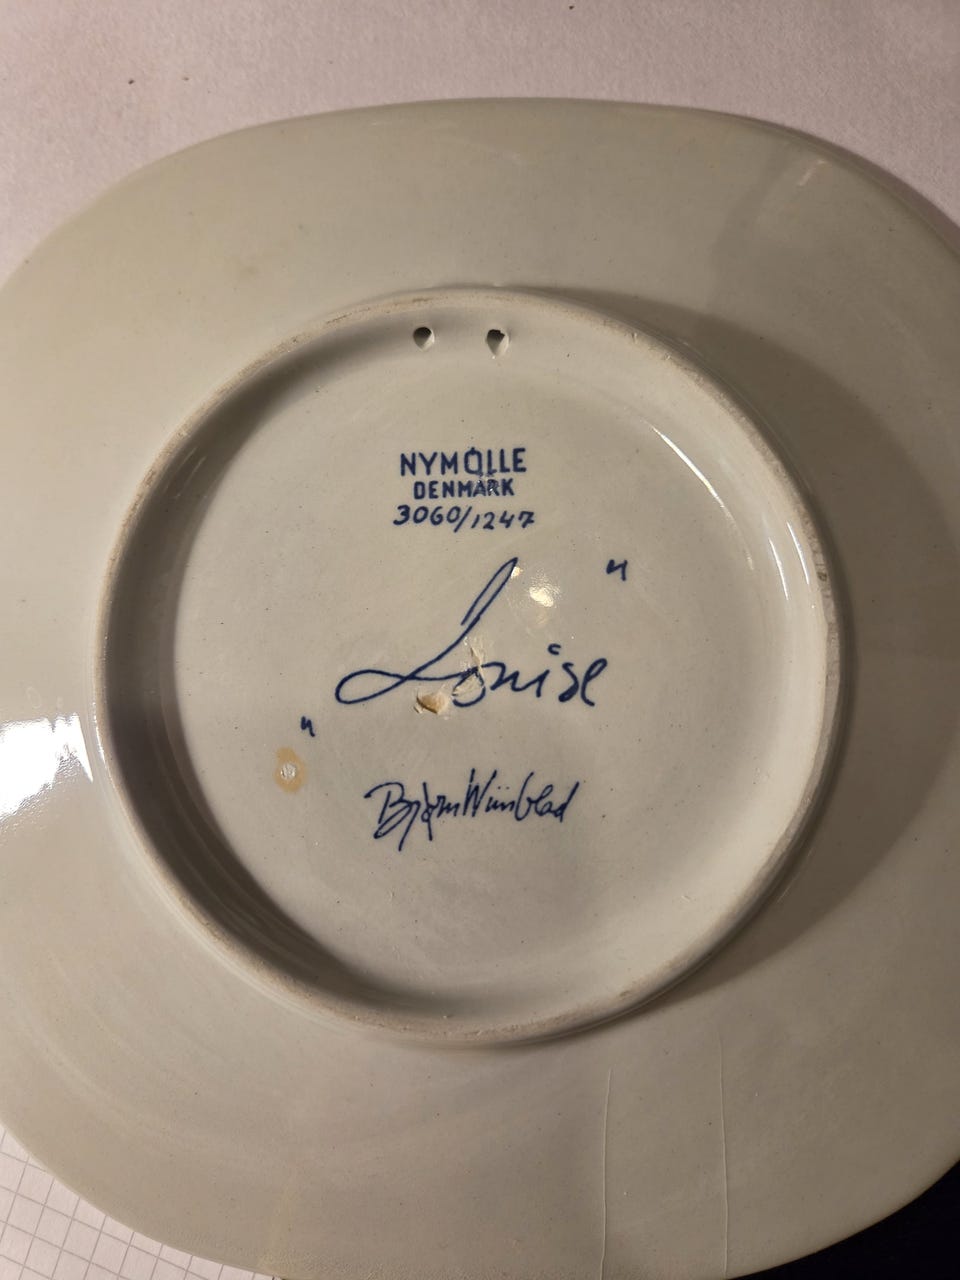 NYMØLLE
DENMARK
3060/1247
"Louise"
Bjørn Wiinblad